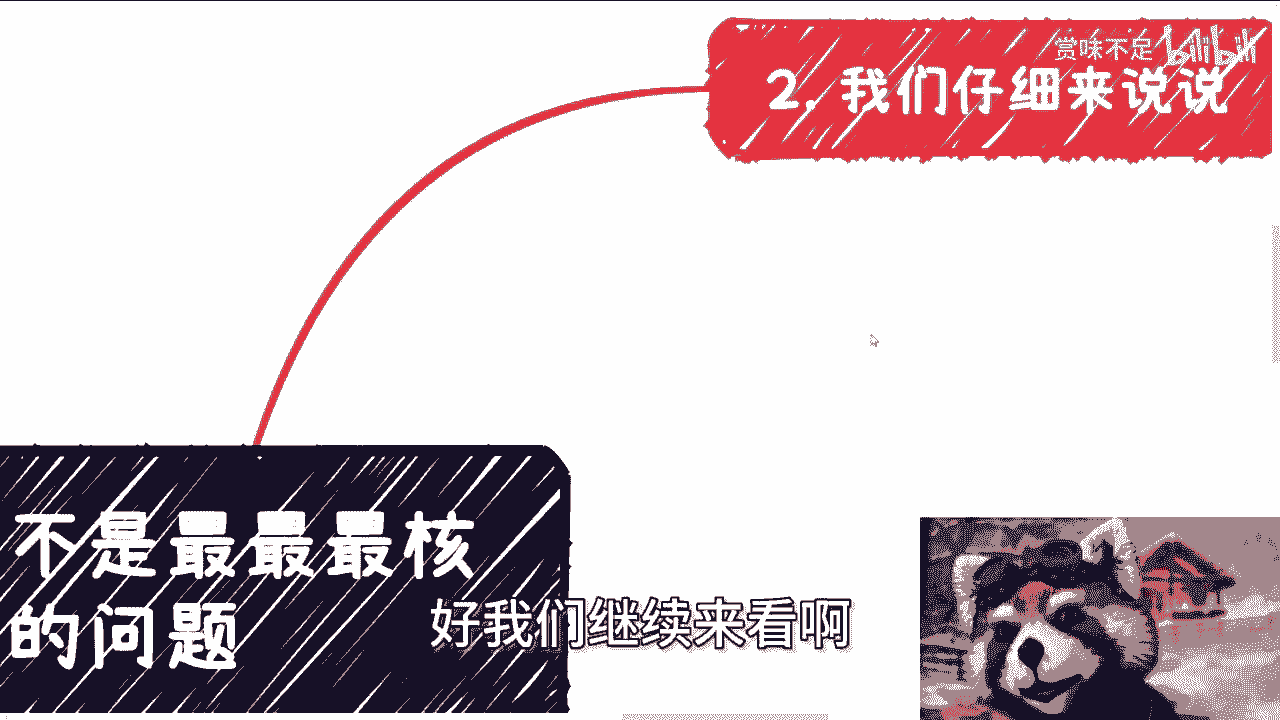 赏味不足 bilibili
2. 我们仔细来说说
不是最最最核
的问题
好我们继续来看啊